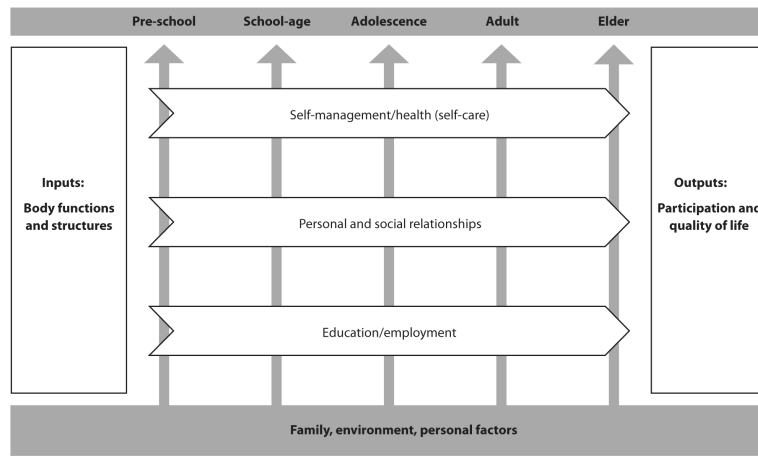 Pre-school School-age Adolescence Adult Elder
Self-management/health (self-care)
Inputs:
Body functions
and structures
Personal and social relationships
Outputs:
Participation and
quality of life
Education/employment
Family, environment, personal factors